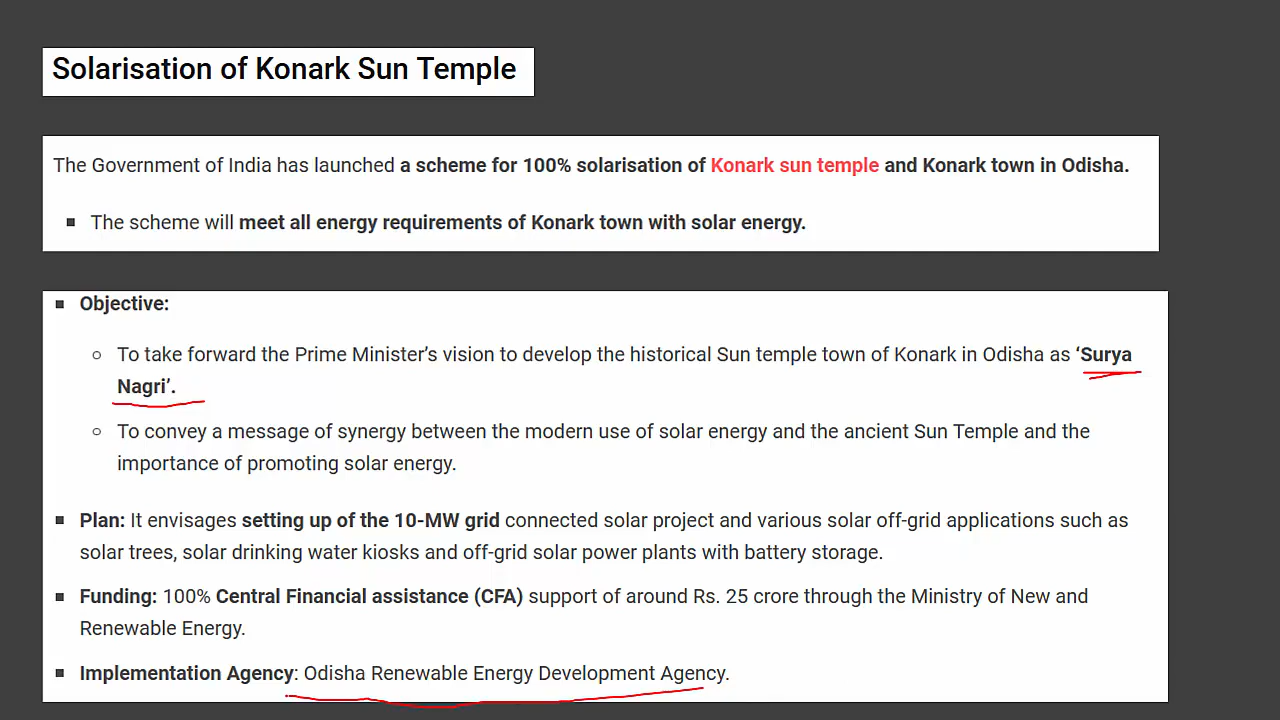 Solarisation of Konark Sun Temple
The Government of India has launched a scheme for 100% solarisation of Konark sun temple and Konark town in Odisha.
The scheme will meet all energy requirements of Konark town with solar energy.
Objective:
To take forward the Prime Minister’s vision to develop the historical Sun temple town of Konark in Odisha as ‘Surya
Nagri’.
To convey a message of synergy between the modern use of solar energy and the ancient Sun Temple and the
importance of promoting solar energy.
Plan: It envisages setting up of the 10-MW grid connected solar project and various solar off-grid applications such as
solar trees, solar drinking water kiosks and off-grid solar power plants with battery storage.
Funding: 100% Central Financial assistance (CFA) support of around Rs. 25 crore through the Ministry of New and
Renewable Energy.
Implementation Agency: Odisha Renewable Energy Development Agency.